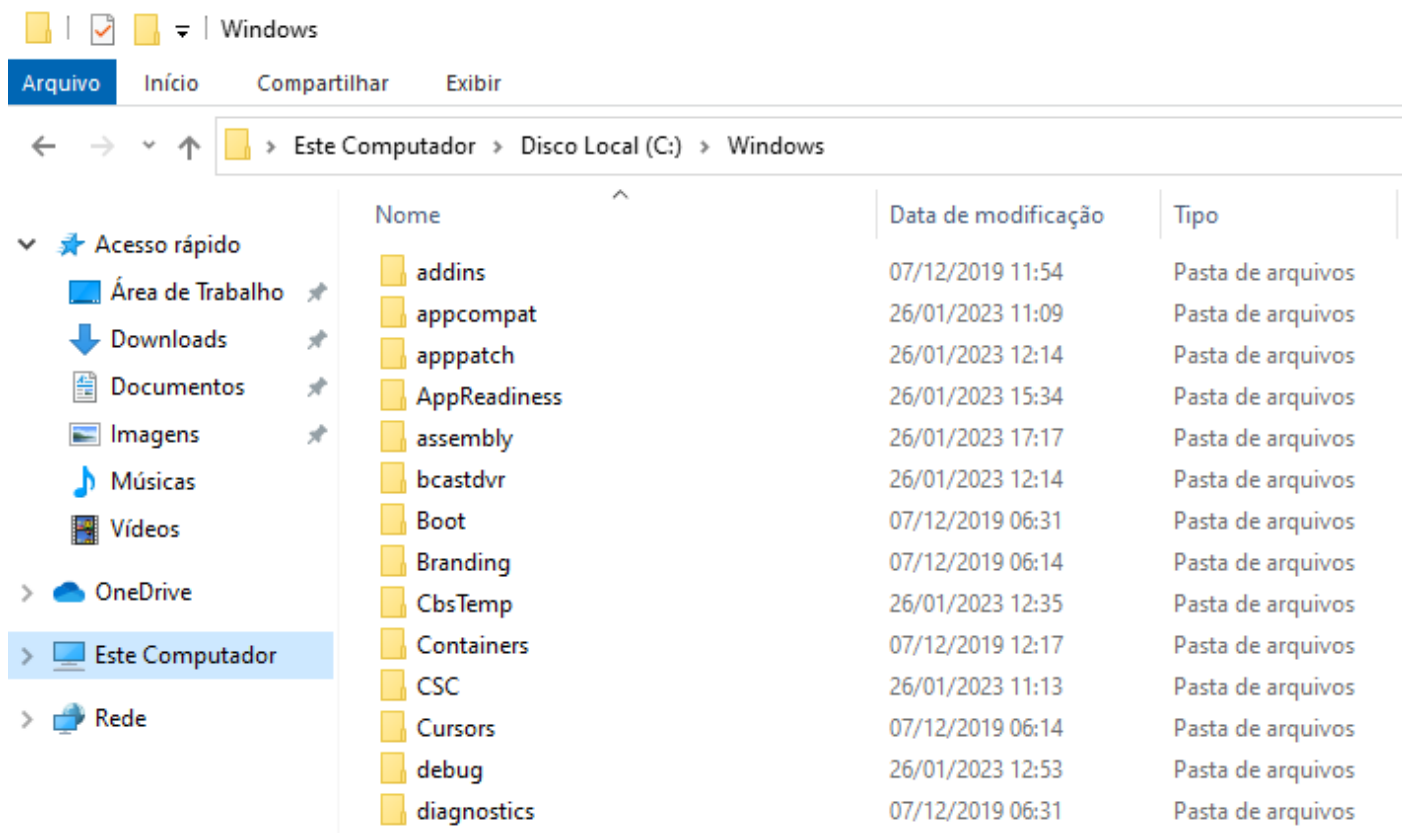 Windows
Arquivo Início Compartilhar Exibir
Este Computador Disco Local (C:) Windows
Nome Data de modificação Tipo
Acesso rápido
Área de Trabalho
Downloads
Documentos
Imagens
Músicas
Vídeos
OneDrive
Este Computador
Rede
addins 07/12/2019 11:54 Pasta de arquivos
appcompat 26/01/2023 11:09 Pasta de arquivos
apppatch 26/01/2023 12:14 Pasta de arquivos
AppReadiness 26/01/2023 15:34 Pasta de arquivos
assembly 26/01/2023 17:17 Pasta de arquivos
bcastdvr 26/01/2023 12:14 Pasta de arquivos
Boot 07/12/2019 06:31 Pasta de arquivos
Branding 07/12/2019 06:14 Pasta de arquivos
CbsTemp 26/01/2023 12:35 Pasta de arquivos
Containers 07/12/2019 12:17 Pasta de arquivos
CSC 26/01/2023 11:13 Pasta de arquivos
Cursors 07/12/2019 06:14 Pasta de arquivos
debug 26/01/2023 12:53 Pasta de arquivos
diagnostics 07/12/2019 06:31 Pasta de arquivos